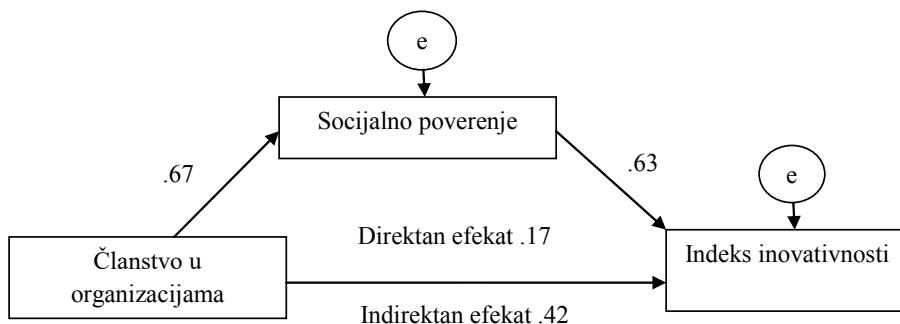 e
Socijalno poverenje
.67
.63
e
Direktan efekat .17
Članstvo u
organizacijama
Indeks inovativnosti
Indirektan efekat .42